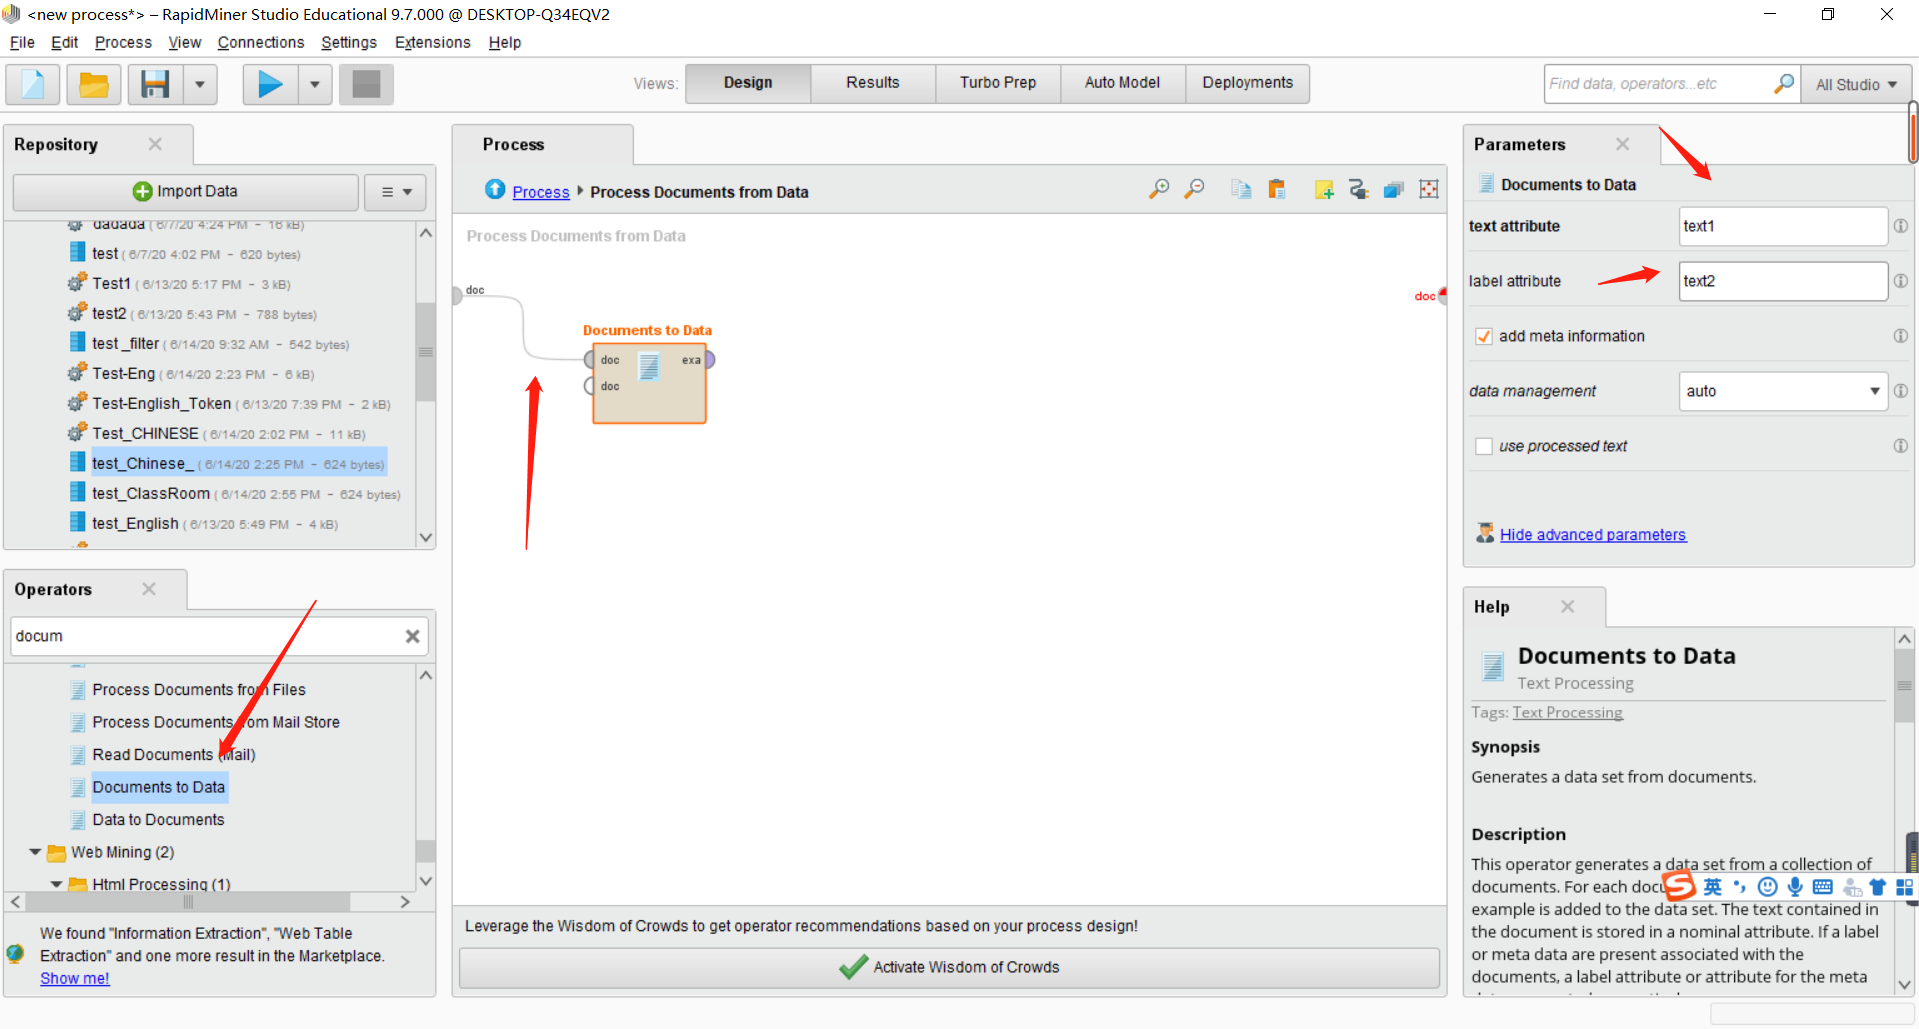 <new process*> – RapidMiner Studio Educational 9.7.000 @ DESKTOP-Q34EQV2
File Edit Process View Connections Settings Extensions Help
Views: Design Results Turbo Prep Auto Model Deployments
Find data, operators...etc All Studio
Repository
Import Data
dadada ( 6/7/20 4:24 PM – 16 kB)
test ( 6/7/20 4:02 PM – 620 bytes)
Test1 ( 6/13/20 5:17 PM – 3 kB)
test2 ( 6/13/20 5:43 PM – 788 bytes)
test _filter ( 6/14/20 9:32 AM – 542 bytes)
Test-Eng ( 6/14/20 2:23 PM – 6 kB)
Test-English_Token ( 6/13/20 7:39 PM – 2 kB)
Test_CHINESE ( 6/14/20 2:02 PM – 11 kB)
test_Chinese_ ( 6/14/20 2:25 PM – 624 bytes)
test_ClassRoom ( 6/14/20 2:55 PM – 624 bytes)
test_English ( 6/13/20 5:49 PM – 4 kB)
Operators
docum
Process Documents from Files
Process Documents from Mail Store
Read Documents (Mail)
Documents to Data
Data to Documents
Web Mining (2)
Html Processing (1)
We found "Information Extraction", "Web Table
Extraction" and one more result in the Marketplace.
Show me!
Process
Process Process Documents from Data
Process Documents from Data
doc
doc
Documents to Data
doc exa
doc
Leverage the Wisdom of Crowds to get operator recommendations based on your process design!
Activate Wisdom of Crowds
Parameters
Documents to Data
text attribute text1
label attribute text2
add meta information
data management auto
use processed text
Hide advanced parameters
Help
Documents to Data
Text Processing
Tags: Text Processing
Synopsis
Generates a data set from documents.
Description
This operator generates a data set from a collection of
documents. For each
英
example is added to the data set. The text contained in
the document is stored in a nominal attribute. If a label
or meta data are present associated with the
documents, a label attribute or attribute for the meta